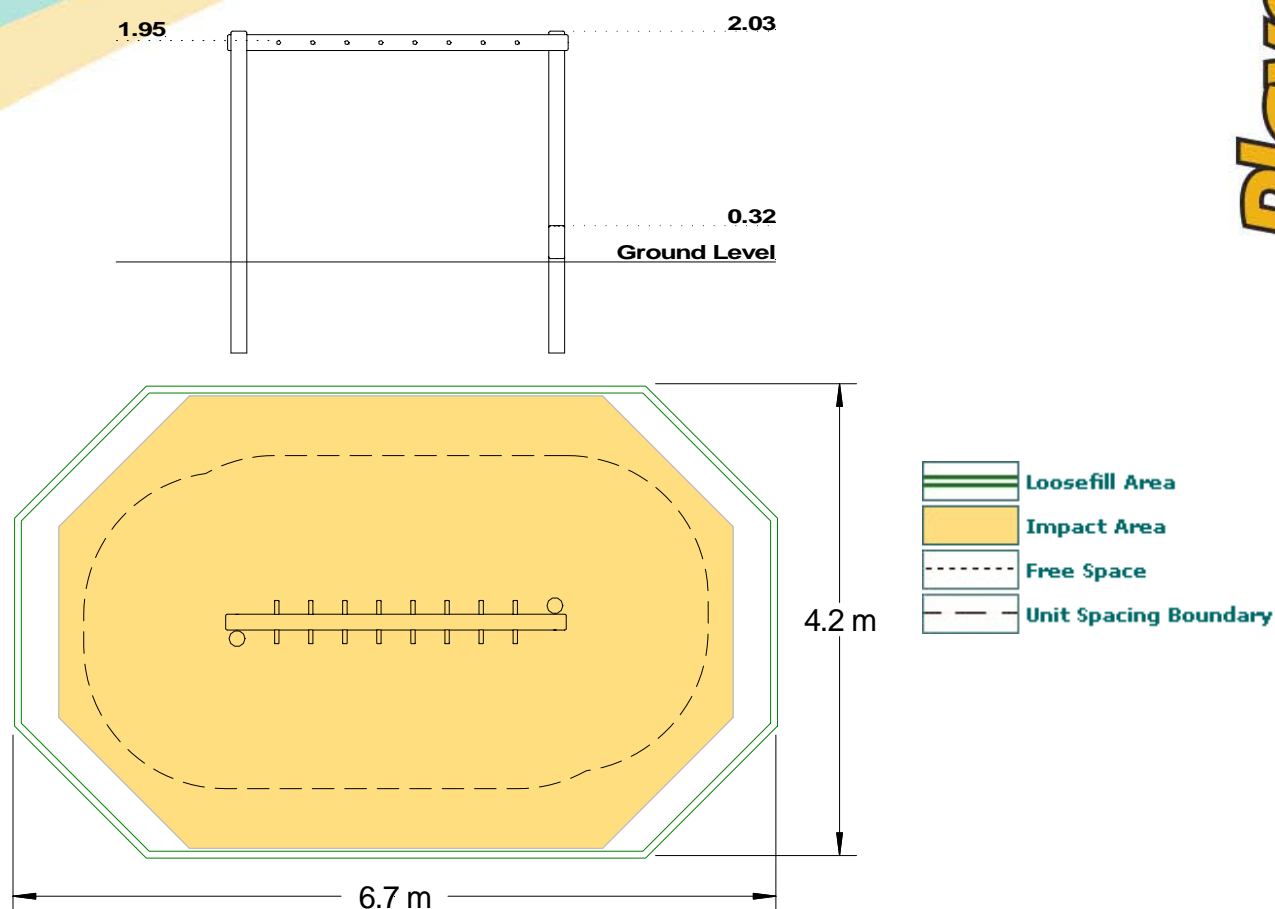 1.95
2.03
0.32
Ground Level
4.2 m
6.7 m
Loosefill Area
Impact Area
Free Space
Unit Spacing Boundary